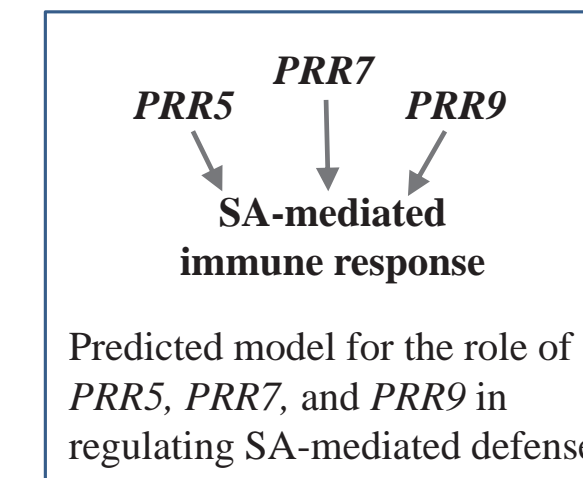 PRR7
PRR5 PRR9
SA-mediated
immune response
Predicted model for the role of
PRR5, PRR7, and PRR9 in
regulating SA-mediated defense